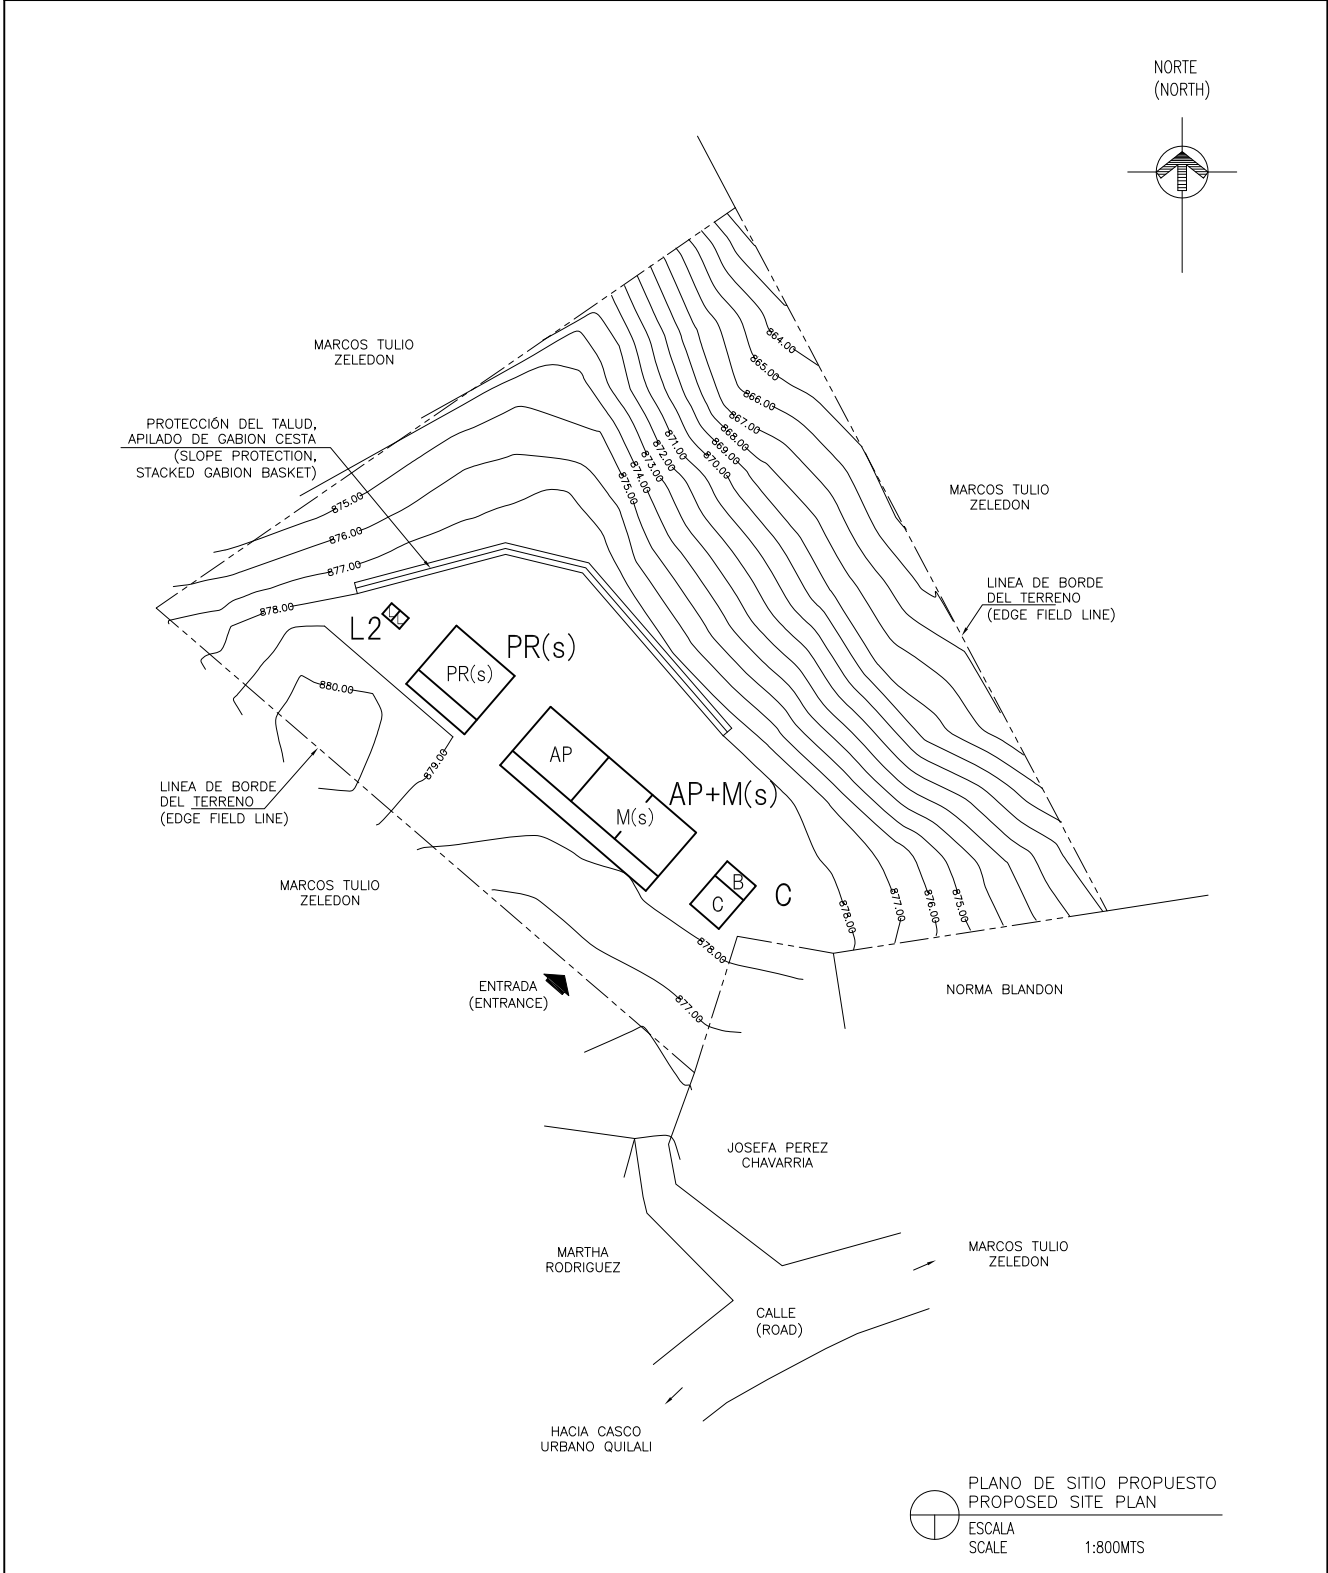 NORTE
(NORTH)
MARCOS TULIO
ZELEDON
PROTECCIÓN DEL TALUD,
APILADO DE GABION CESTA
(SLOPE PROTECTION,
STACKED GABION BASKET)
864.00
865.00
866.00
867.00
868.00
869.00
870.00
871.00
872.00
873.00
874.00
875.00
875.00
876.00
877.00
878.00
MARCOS TULIO
ZELEDON
LINEA DE BORDE
DEL TERRENO
(EDGE FIELD LINE)
L
L
L2
PR(s)
PR(s)
880.00
879.00
AP
M(s)
AP+M(s)
LINEA DE BORDE
DEL TERRENO
(EDGE FIELD LINE)
MARCOS TULIO
ZELEDON
B
C
C
878.00
877.00
876.00
875.00
878.00
877.00
ENTRADA
(ENTRANCE)
NORMA BLANDON
JOSEFA PEREZ
CHAVARRIA
MARTHA
RODRIGUEZ
MARCOS TULIO
ZELEDON
CALLE
(ROAD)
HACIA CASCO
URBANO QUILALI
PLANO DE SITIO PROPUESTO
PROPOSED SITE PLAN
ESCALA
SCALE 1:800MTS